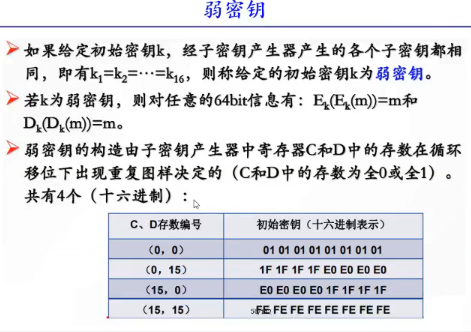 弱密钥
如果给定初始密钥k，经子密钥产生器产生的各个子密钥都相
同，即有k₁=k₂=⋯=k₁₆，则称给定的初始密钥k为弱密钥。
若k为弱密钥，则对任意的64bit信息有：Eₖ(Eₖ(m))=m和
Dₖ(Dₖ(m))=m。
弱密钥的构造由子密钥产生器中寄存器C和D中的存数在循环
移位下出现重复图样决定的（C和D中的存数为全0或全1）。
共有4个（十六进制）：
C、D存数编号 初始密钥（十六进制表示）
（0，0） 01 01 01 01 01 01 01 01
（0，15） 1F 1F 1F 1F E0 E0 E0 E0
（15，0） E0 E0 E0 E0 1F 1F 1F 1F
（15，15） FE FE FE FE FE FE FE FE